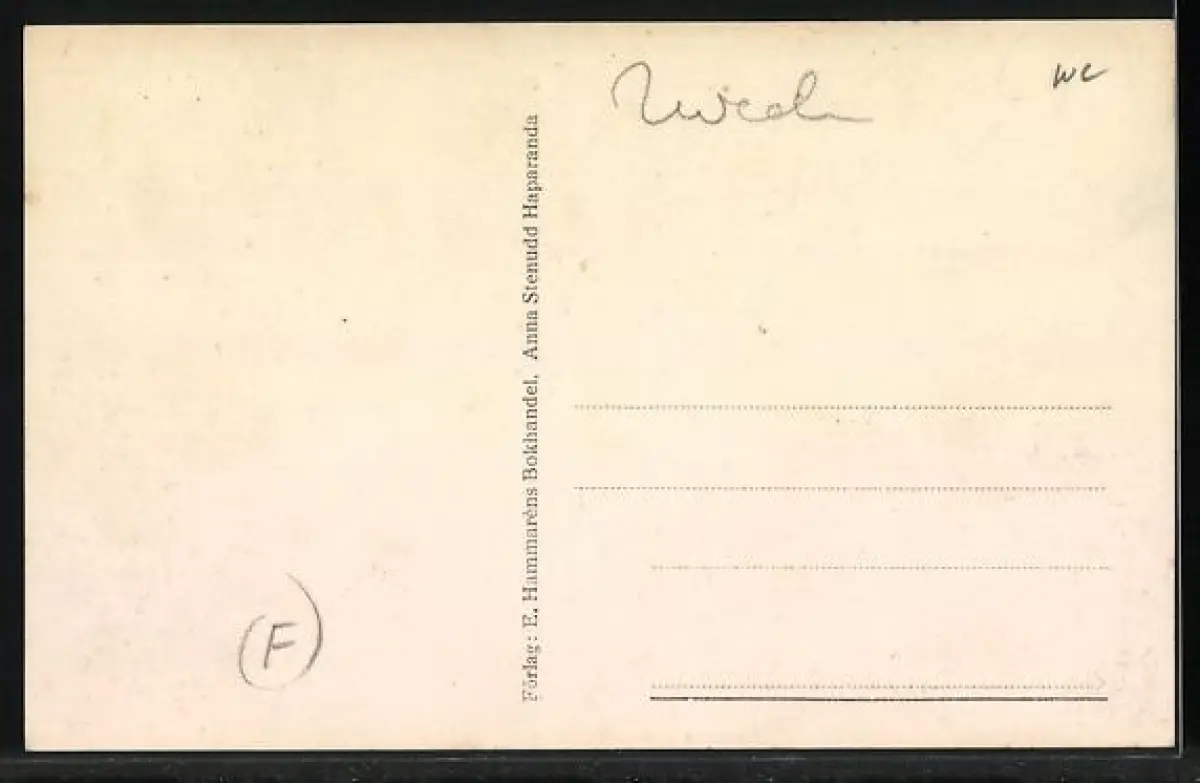 Förlag: E. Hammaréns Bokhandel, Anna Stenudd Haparanda
wc
(F)